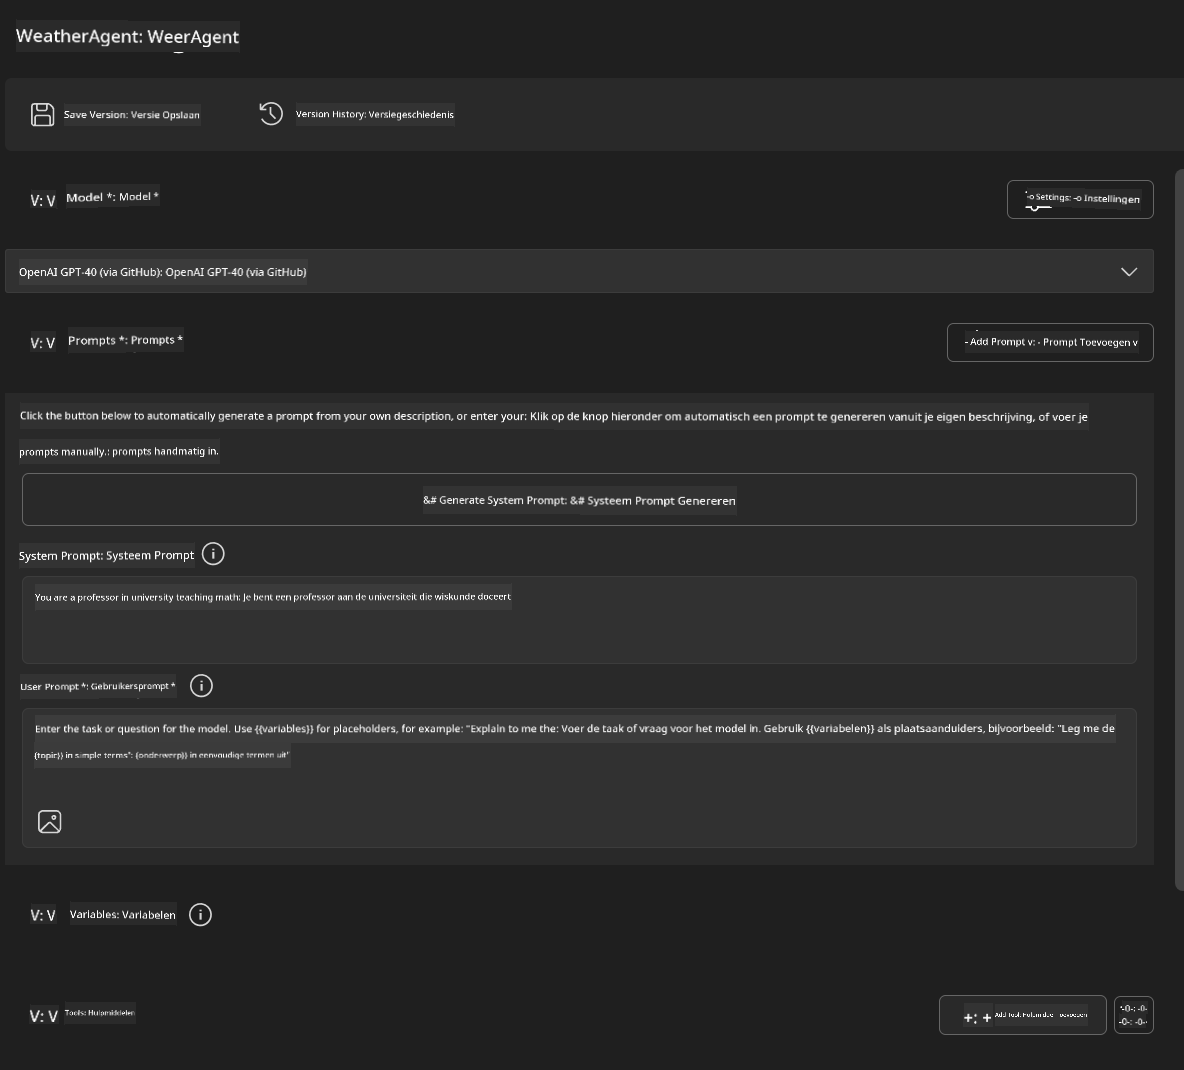 WeatherAgent: WeerAgent
Save Version: Versie Opslaan
Version History: Versiegeschiedenis
V: V Model *: Model *
-o Settings: -o Instellingen
OpenAI GPT-40 (via GitHub): OpenAI GPT-40 (via GitHub)
V: V Prompts *: Prompts *
- Add Prompt v: - Prompt Toevoegen v
Click the button below to automatically generate a prompt from your own description, or enter your: Klik op de knop hieronder om automatisch een prompt te genereren vanuit je eigen beschrijving, of voer je
prompts manually.: prompts handmatig in.
&# Generate System Prompt: &# Systeem Prompt Genereren
System Prompt: Systeem Prompt
You are a professor in university teaching math: Je bent een professor aan de universiteit die wiskunde doceert
User Prompt *: Gebruikersprompt *
Enter the task or question for the model. Use {{variables}} for placeholders, for example: "Explain to me the: Voer de taak of vraag voor het model in. Gebruik {{variabelen}} als plaatsaanduiders, bijvoorbeeld: "Leg me de
{topic}} in simple terms": {onderwerp}} in eenvoudige termen uit"
V: V Variables: Variabelen
V: V Tools: Hulpmiddelen
+: + Add Tool: Toevoegen
-0-: -0-
-0-: -0-